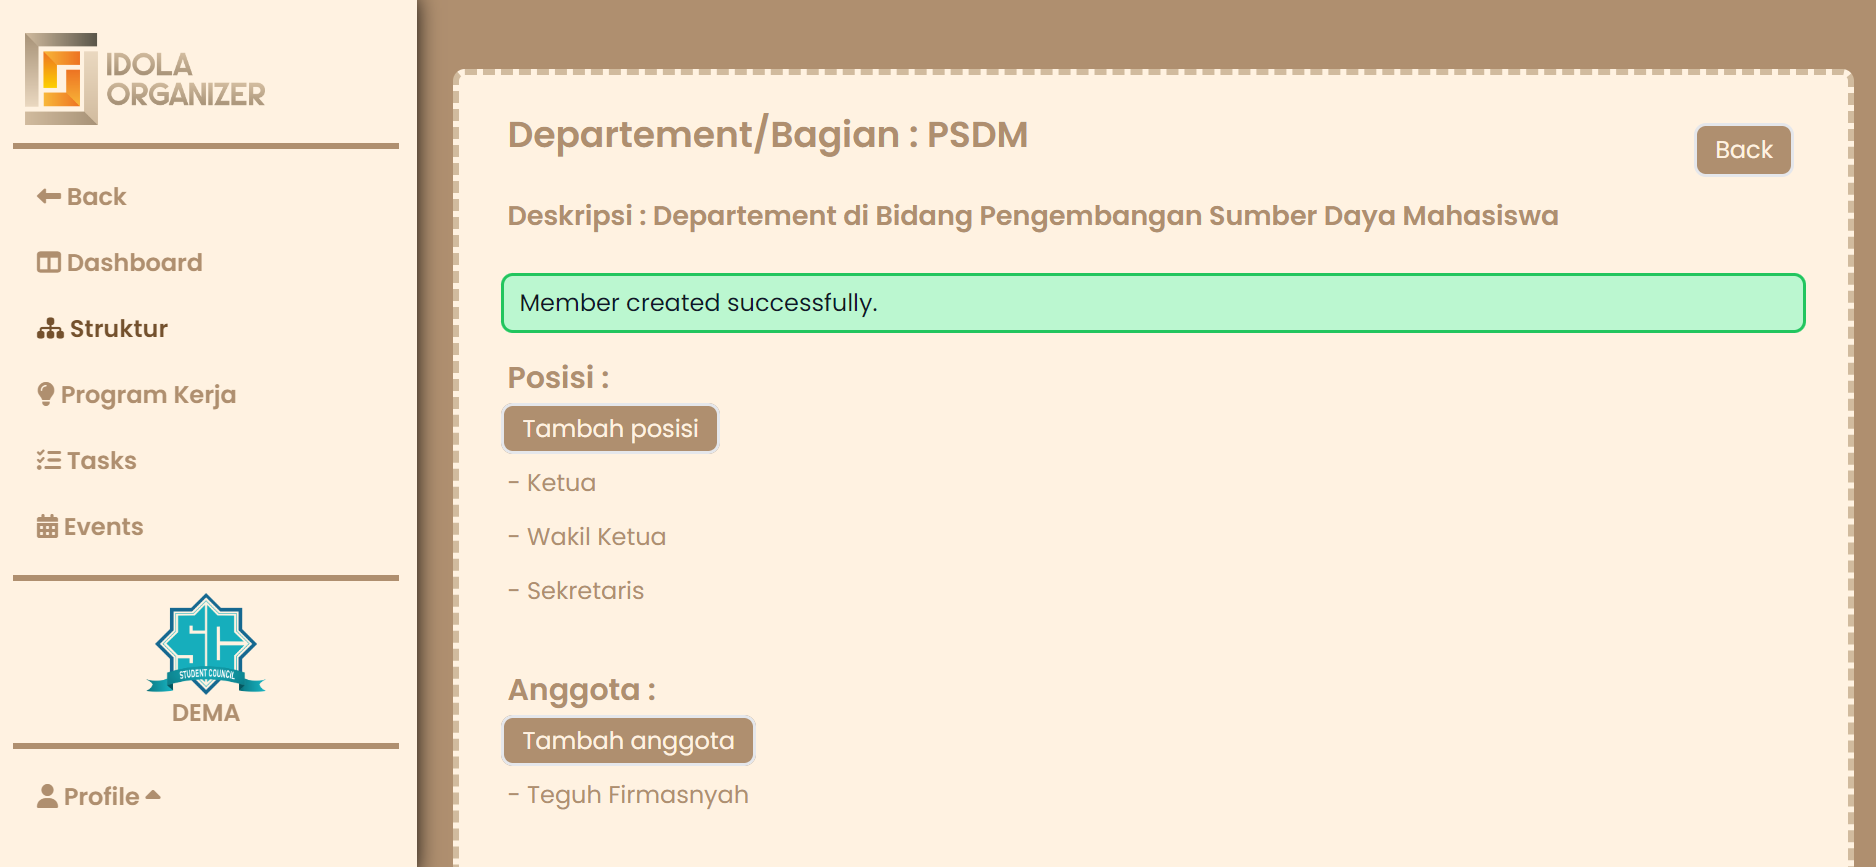 IDOLA
ORGANIZER
Back
Dashboard
Struktur
Program Kerja
Tasks
Events
SC
STUDENT COUNCIL
DEMA
Profile
Departement/Bagian : PSDM
Back
Deskripsi : Departement di Bidang Pengembangan Sumber Daya Mahasiswa
Member created successfully.
Posisi :
Tambah posisi
- Ketua
- Wakil Ketua
- Sekretaris
Anggota :
Tambah anggota
- Teguh Firmasnyah